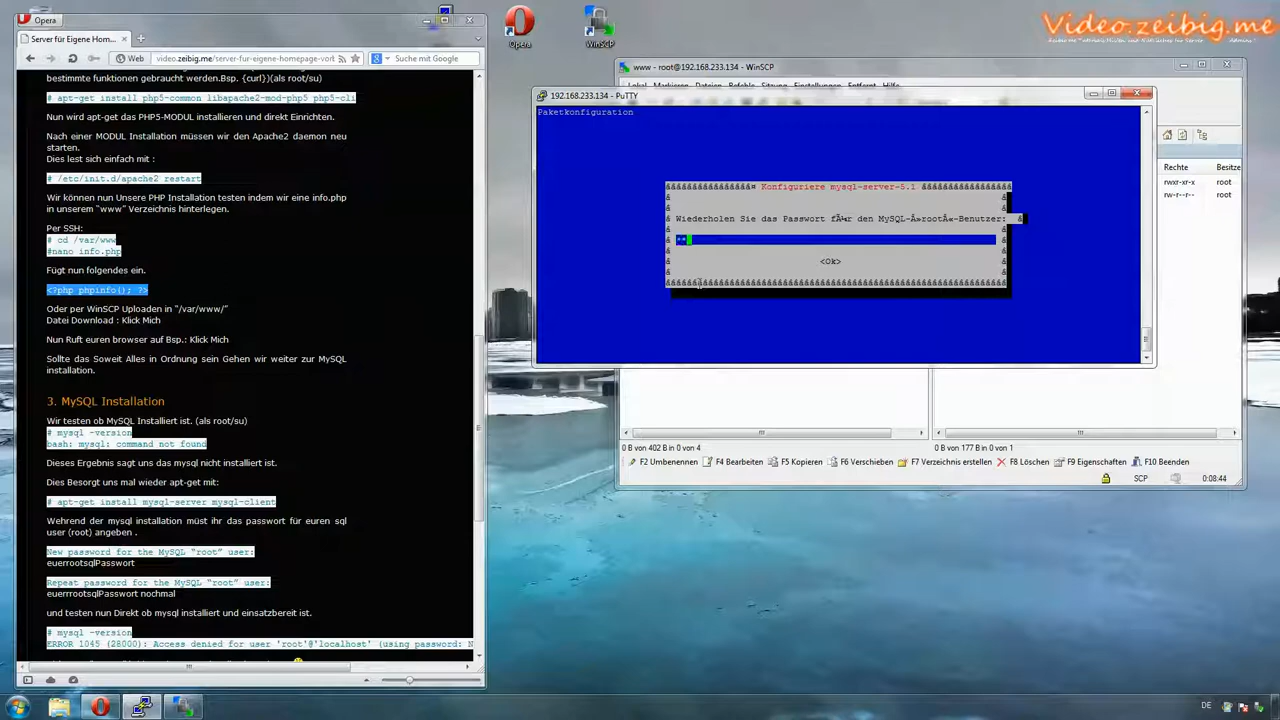 Opera
Server für Eigene Hom...
Web
video.zeibig.me/server-fur-eigene-homepage-vor
Suche mit Google
bestimmte funktionen gebraucht werden.Bsp. {curl})(als root/su)
# apt-get install php5-common libapache2-mod-php5 php5-cli
Nun wird apt-get das PHP5-MODUL installieren und direkt Einrichten.
Nach einer MODUL Installation müssen wir den Apache2 daemon neu
starten.
Dies lest sich einfach mit :
# /etc/init.d/apache2 restart
Wir können nun Unsere PHP Installation testen indem wir eine info.php
in unserem "www" Verzeichnis hinterlegen.
Per SSH:
# cd /var/www
#nano info.php
Fügt nun folgendes ein.
<?php phpinfo(); ?>
Oder per WinSCP Uploaden in "/var/www/"
Datei Download : Klick Mich
Nun Ruft euren browser auf Bsp.: Klick Mich
Sollte das Soweit Alles in Ordnung sein Gehen wir weiter zur MySQL
installation.
3. MySQL Installation
Wir testen ob MySQL Installiert ist. (als root/su)
# mysql -version
bash: mysql: command not found
Dieses Ergebnis sagt uns das mysql nicht installiert ist.
Dies Besorgt uns mal wieder apt-get mit:
# apt-get install mysql-server mysql-client
Wehrend der mysql installation müst ihr das passwort für euren sql
user (root) angeben .
New password for the MySQL "root" user:
euerrootsqlPasswort
Repeat password for the MySQL "root" user:
euerrrootsqlPasswort nochmal
und testen nun Direkt ob mysql installiert und einsatzbereit ist.
# mysql -version
ERROR 1045 (28000): Access denied for user 'root'@'localhost' (using password: N
Opera
WinSCP
Video.zeibig.me
www - root@192.168.233.134 - WinSCP
Lokal Markieren Dateien Befehle Sitzung Einstellungen Entfernt Hilfe
192.168.233.134 - PuTTY
Paketkonfiguration
&&&&&&&&&&&&&&&&¤ Konfiguriere mysql-server-5.1 &&&&&&&&&&&&&&&&&
& Wiederholen Sie das Passwort fÃ¼r den MySQL-Â»rootÂ«-Benutzer: &
& **
<Ok>
Rechte Besitze
rwxr-xr-x root
rw-r--r-- root
0 B von 402 B in 0 von 4
0 B von 177 B in 0 von 1
F2 Umbenennen F4 Bearbeiten F5 Kopieren F6 Verschieben F7 Verzeichnis erstellen F8 Löschen F9 Eigenschaften F10 Beenden
SCP 0:08:44
DE